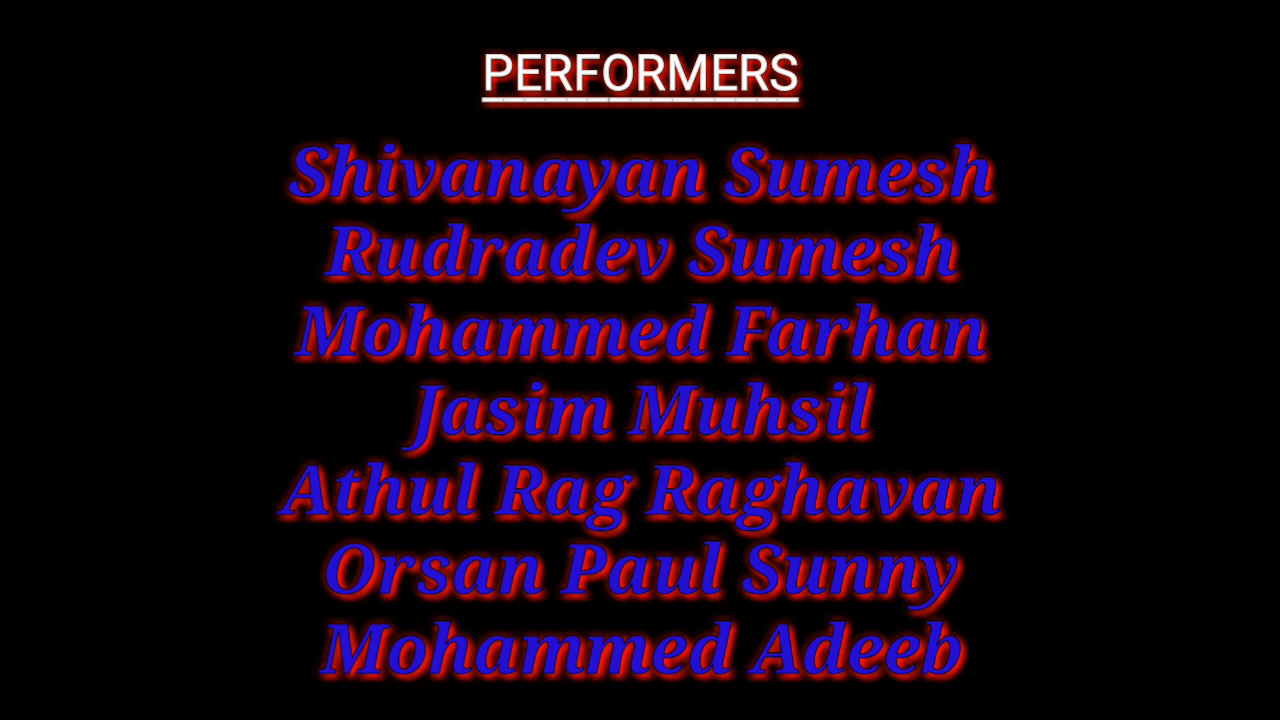 PERFORMERS
Shivanayan Sumesh
Rudradev Sumesh
Mohammed Farhan
Jasim Muhsil
Athul Rag Raghavan
Orsan Paul Sunny
Mohammed Adeeb